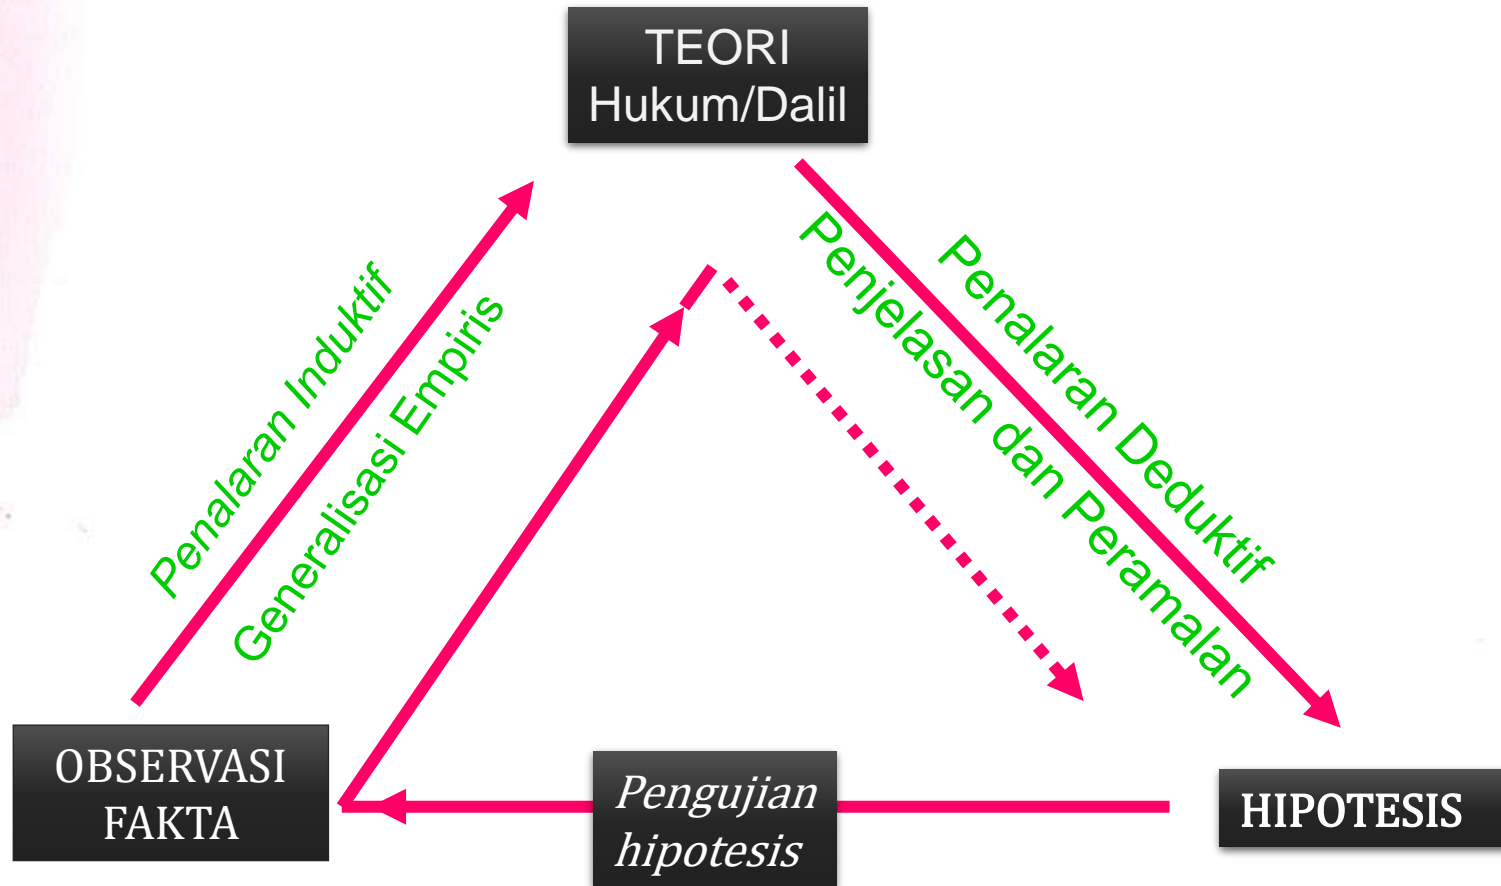 TEORI
Hukum/Dalil
Penalaran Induktif
Generalisasi Empiris
Penalaran Deduktif
Penjelasan dan Peramalan
OBSERVASI
FAKTA
Pengujian
hipotesis
HIPOTESIS